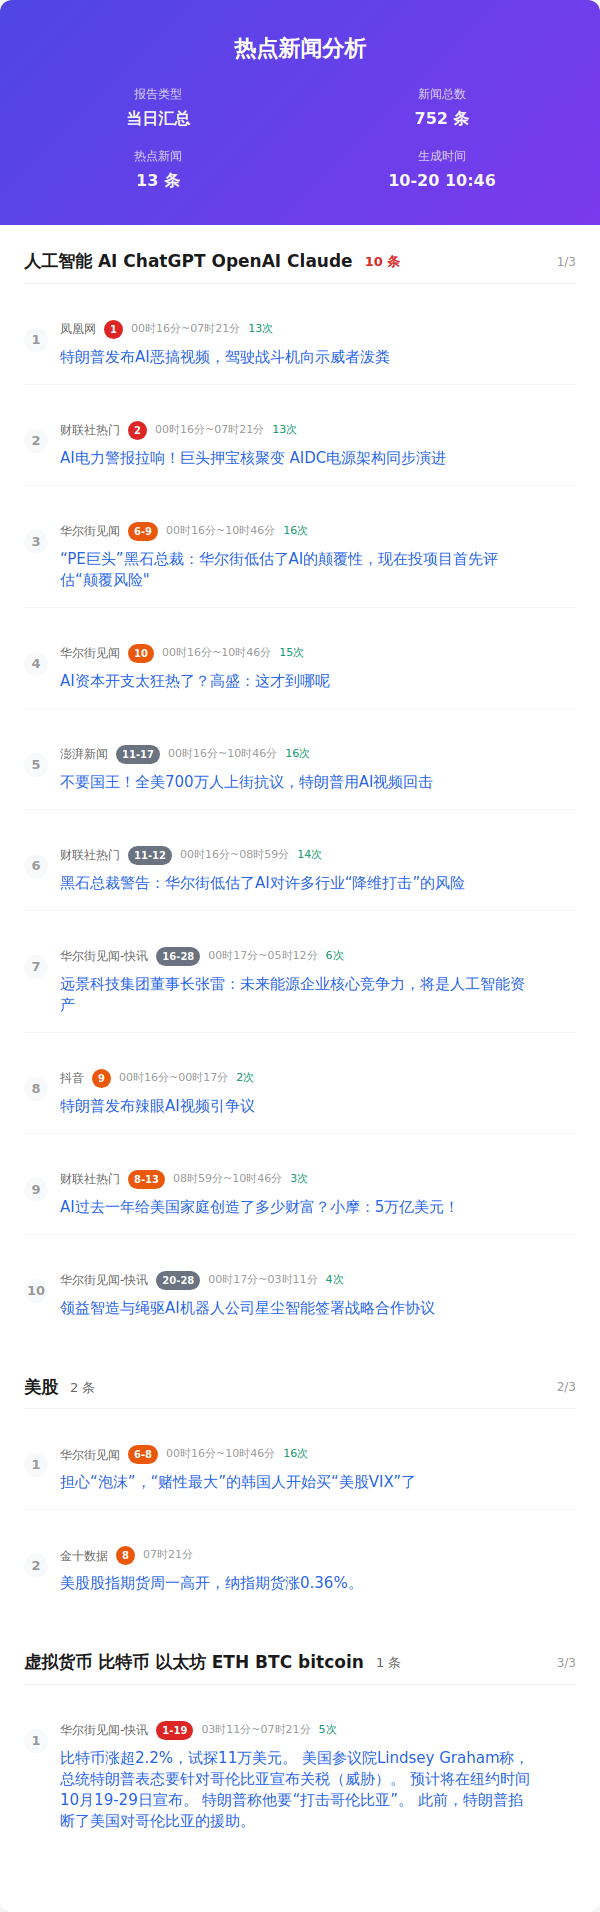 热点新闻分析
报告类型
新闻总数
当日汇总
752 条
热点新闻
生成时间
13 条
10-20 10:46
人工智能 AI ChatGPT OpenAI Claude 10 条 1/3
1 凤凰网 1 00时16分~07时21分 13次
特朗普发布AI恶搞视频，驾驶战斗机向示威者泼粪
2 财联社热门 2 00时16分~07时21分 13次
AI电力警报拉响！巨头押宝核聚变 AIDC电源架构同步演进
3 华尔街见闻 6-9 00时16分~10时46分 16次
“PE巨头”黑石总裁：华尔街低估了AI的颠覆性，现在投项目首先评
估“颠覆风险"
4 华尔街见闻 10 00时16分~10时46分 15次
AI资本开支太狂热了？高盛：这才到哪呢
5 澎湃新闻 11-17 00时16分~10时46分 16次
不要国王！全美700万人上街抗议，特朗普用AI视频回击
6 财联社热门 11-12 00时16分~08时59分 14次
黑石总裁警告：华尔街低估了AI对许多行业“降维打击”的风险
7 华尔街见闻-快讯 16-28 00时17分~05时12分 6次
远景科技集团董事长张雷：未来能源企业核心竞争力，将是人工智能资
产
8 抖音 9 00时16分~00时17分 2次
特朗普发布辣眼AI视频引争议
9 财联社热门 8-13 08时59分~10时46分 3次
AI过去一年给美国家庭创造了多少财富？小摩：5万亿美元！
10 华尔街见闻-快讯 20-28 00时17分~03时11分 4次
领益智造与绳驱AI机器人公司星尘智能签署战略合作协议
美股 2 条 2/3
1 华尔街见闻 6-8 00时16分~10时46分 16次
担心“泡沫”，“赌性最大”的韩国人开始买“美股VIX”了
2 金十数据 8 07时21分
美股股指期货周一高开，纳指期货涨0.36%。
虚拟货币 比特币 以太坊 ETH BTC bitcoin 1 条 3/3
1 华尔街见闻-快讯 1-19 03时11分~07时21分 5次
比特币涨超2.2%，试探11万美元。 美国参议院Lindsey Graham称，
总统特朗普表态要针对哥伦比亚宣布关税（威胁）。 预计将在纽约时间
10月19-29日宣布。 特朗普称他要“打击哥伦比亚”。 此前，特朗普掐
断了美国对哥伦比亚的援助。